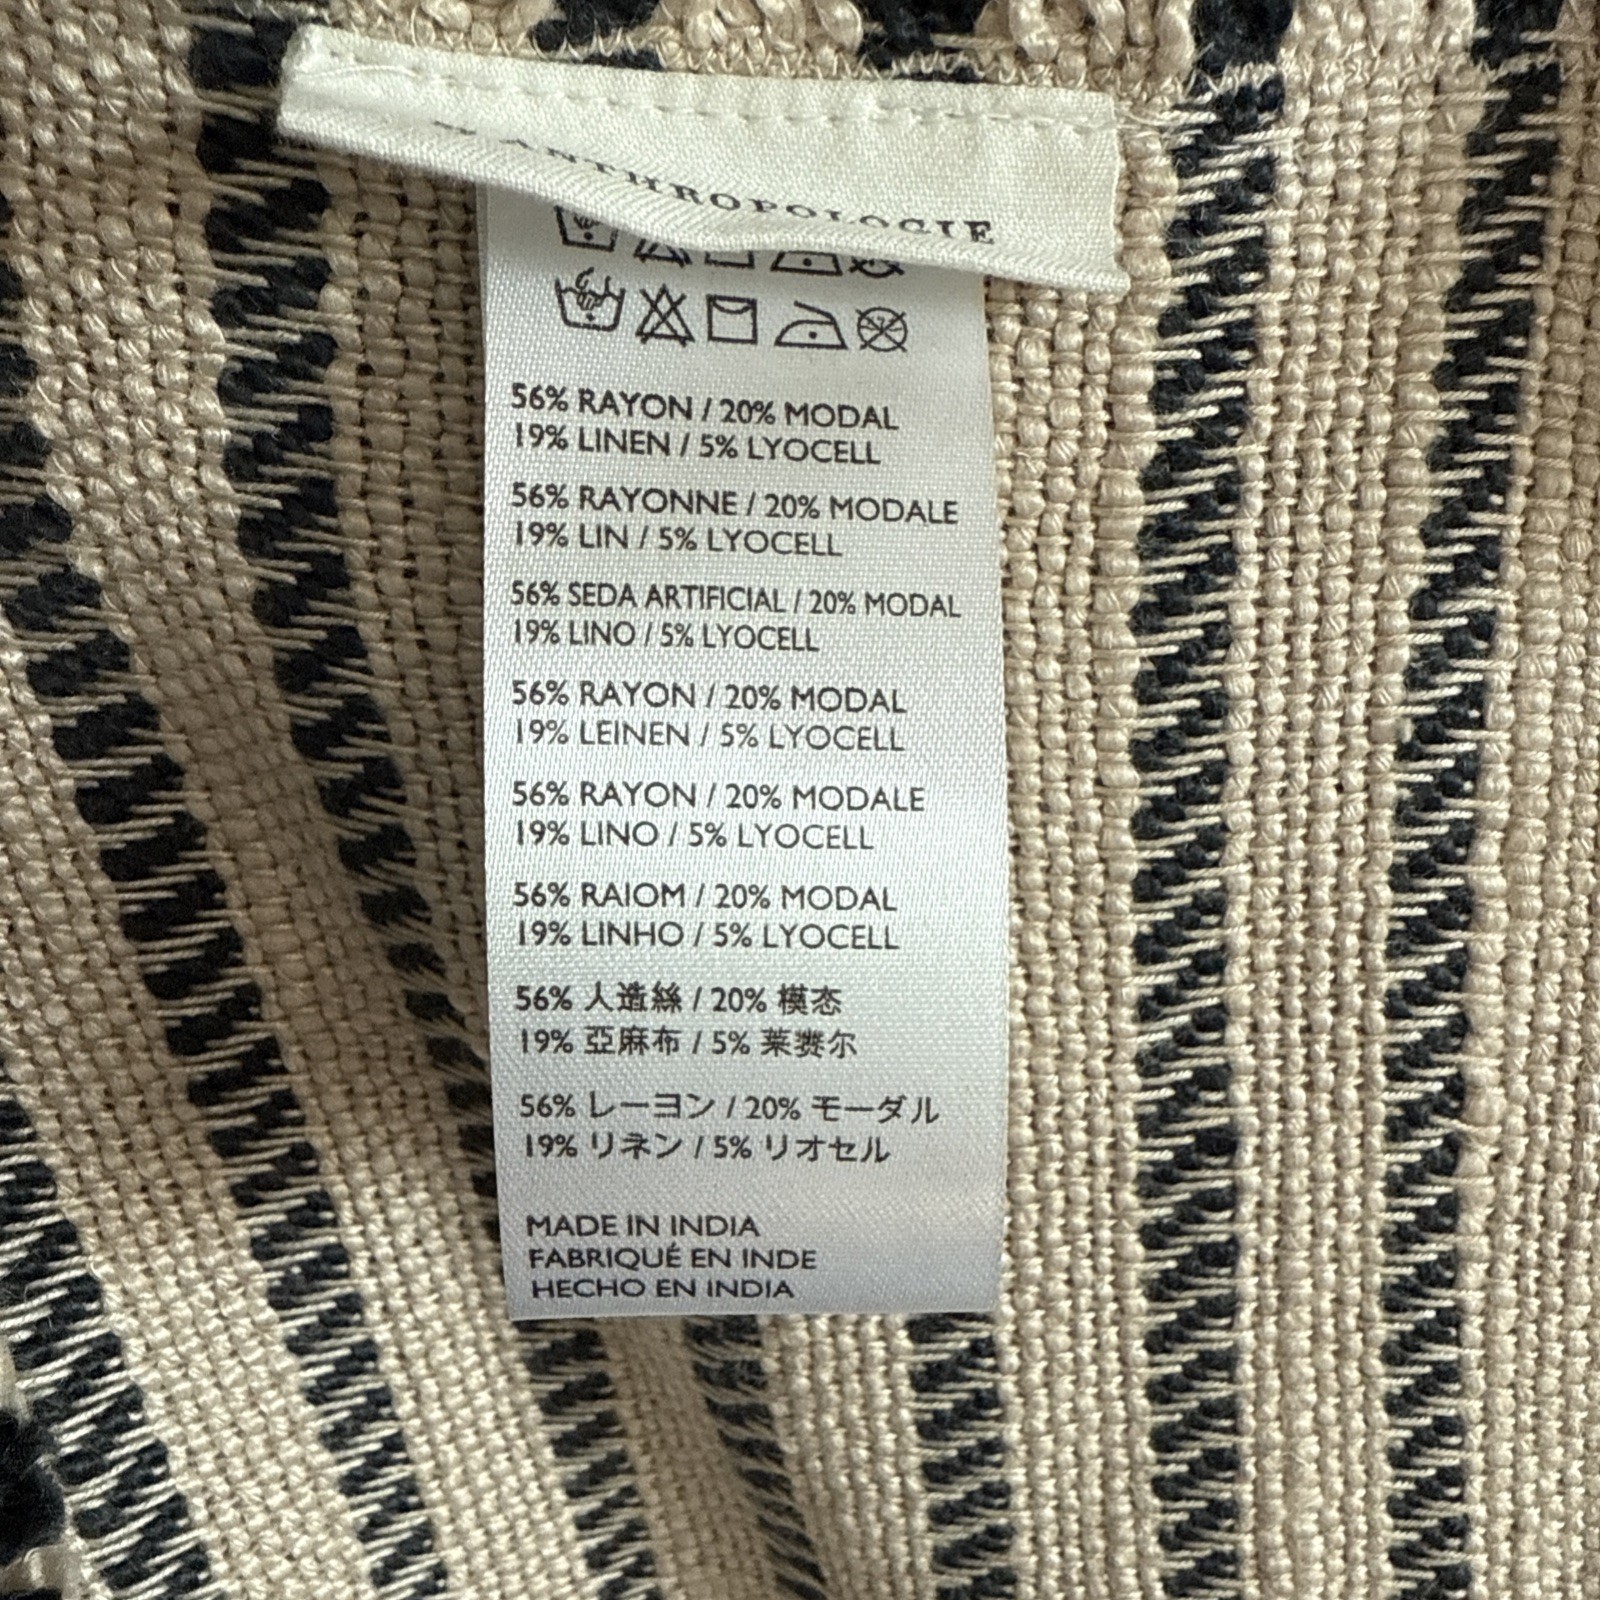 ANTHROPOLOGIE
56% RAYON / 20% MODAL
19% LINEN / 5% LYOCELL
56% RAYONNE / 20% MODALE
19% LIN / 5% LYOCELL
56% SEDA ARTIFICIAL / 20% MODAL
19% LINO / 5% LYOCELL
56% RAYON / 20% MODAL
19% LEINEN / 5% LYOCELL
56% RAYON / 20% MODALE
19% LINO / 5% LYOCELL
56% RAIOM / 20% MODAL
19% LINHO / 5% LYOCELL
56% 人造絲 / 20% 模态
19% 亞麻布 / 5% 莱赛尔
56% レーヨン / 20% モーダル
19% リネン / 5% リオセル
MADE IN INDIA
FABRIQUÉ EN INDE
HECHO EN INDIA